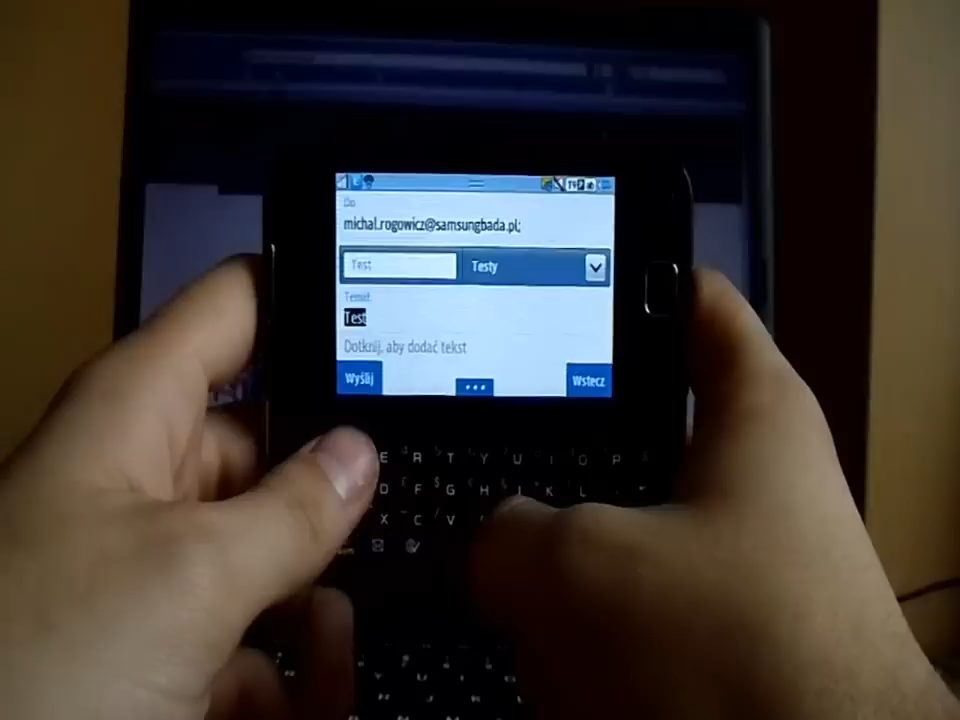 Do
michal.rogowicz@samsungbada.pl;
Test
Testy
Temat
Test
Dotknij, aby dodać tekst
Wyślij
•••
Wstecz
E R T Y U I O P
D F G H J K L
X C V